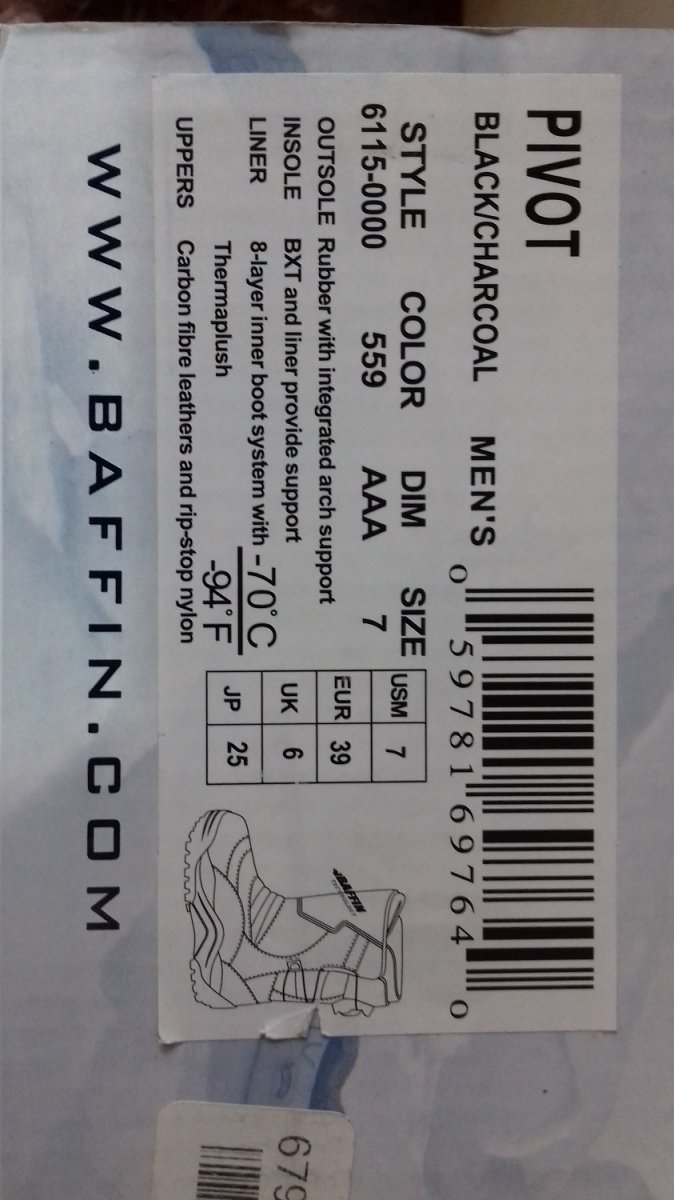 PIVOT
BLACK/CHARCOAL MEN'S
0 59781 69764 0
STYLE COLOR DIM SIZE
6115-0000 559 AAA 7
OUTSOLE Rubber with integrated arch support
INSOLE BXT and liner provide support
LINER 8-layer inner boot system with
Thermaplush
-70°C
-94°F
UPPERS Carbon fibre leathers and rip-stop nylon
USM 7
EUR 39
UK 6
JP 25
BAFFIN
WWW.BAFFIN.COM
679